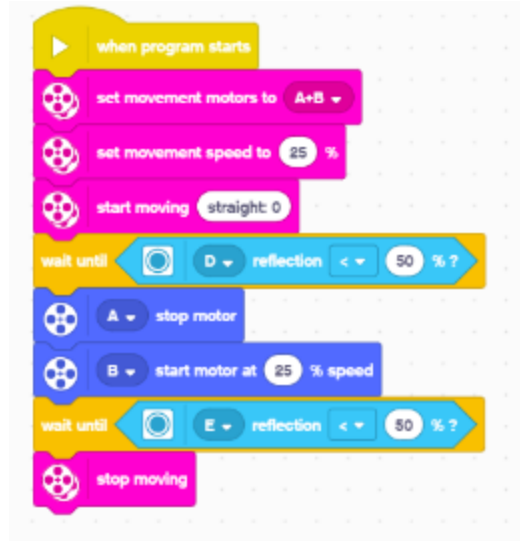 when program starts
set movement motors to A+B
set movement speed to 25 %
start moving straight: 0
wait until D reflection < 50 % ?
A stop motor
B start motor at 25 % speed
wait until E reflection < 50 % ?
stop moving